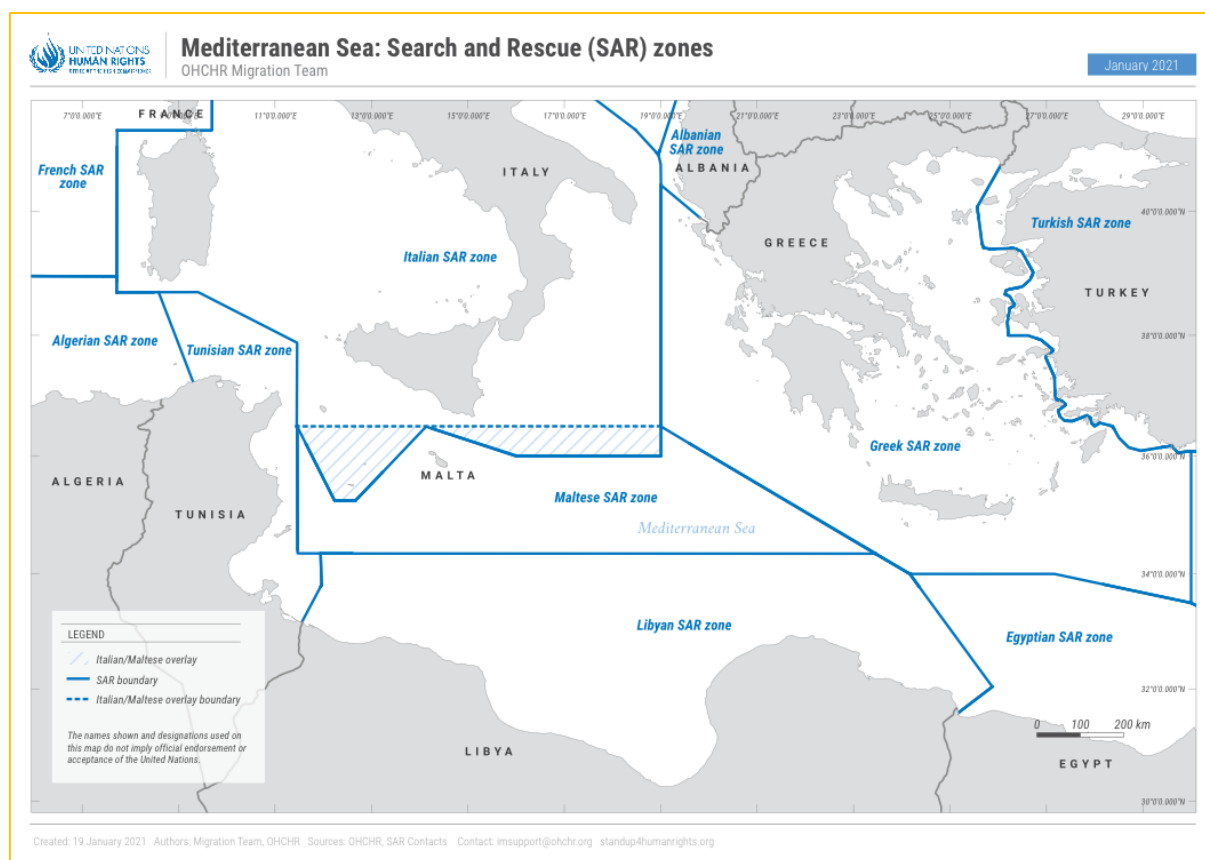 UNITED NATIONS
HUMAN RIGHTS
OFFICE OF THE HIGH COMMISSIONER
Mediterranean Sea: Search and Rescue (SAR) zones
OHCHR Migration Team
January 2021
7°0'0.000"E
FRANCE
11°0'0.000"E
13°0'0.000"E
15°0'0.000"E
17°0'0.000"E
19°0'0.000"E
21°0'0.000"E
23°0'0.000"E
25°0'0.000"E
27°0'0.000"E
29°0'0.000"E
Albanian
SAR zone
ALBANIA
French SAR
zone
ITALY
40°0'0.000"N
Turkish SAR zone
GREECE
Italian SAR zone
TURKEY
Algerian SAR zone
Tunisian SAR zone
38°0'0.000"N
Greek SAR zone
36°0'0.000"N
ALGERIA
MALTA
Maltese SAR zone
TUNISIA
Mediterranean Sea
34°0'0.000"N
Libyan SAR zone
Egyptian SAR zone
LEGEND
Italian/Maltese overlay
SAR boundary
Italian/Maltese overlay boundary
The names shown and designations used on
this map do not imply official endorsement or
acceptance of the United Nations.
32°0'0.000"N
0 100 200 km
LIBYA
EGYPT
30°0'0.000"N
Created: 19 January 2021 Authors: Migration Team, OHCHR Sources: OHCHR, SAR Contacts Contact: imsupport@ohchr.org standup4humanrights.org